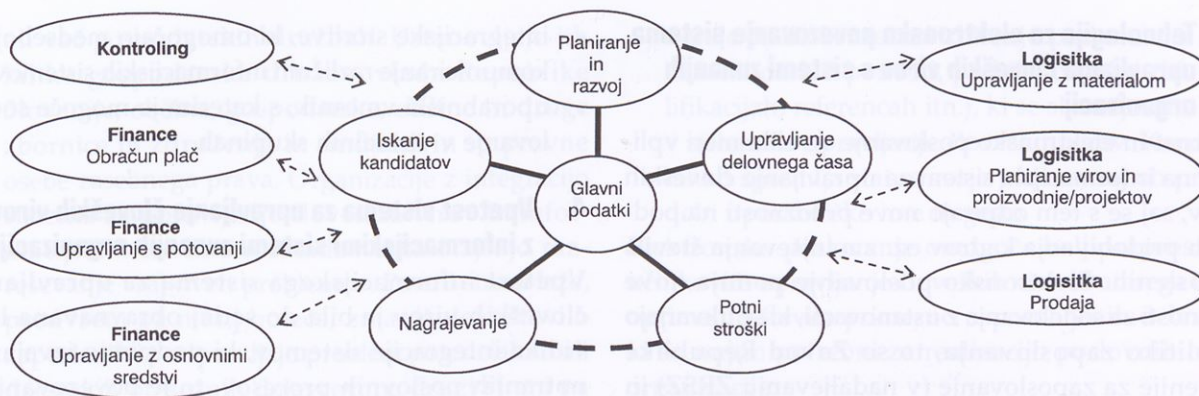 Kontroling
Finance
Obračun plač
Finance
Upravljanje s potovanji
Finance
Upravljanje z osnovnimi
sredstvi
Planiranje
in
razvoj
Iskanje
kandidatov
Upravljanje
delovnega časa
Glavni
podatki
Nagrajevanje
Potni
stroški
Logisitka
Upravljanje z materialom
Logisitka
Planiranje virov in
proizvodnje/projektov
Logisitka
Prodaja